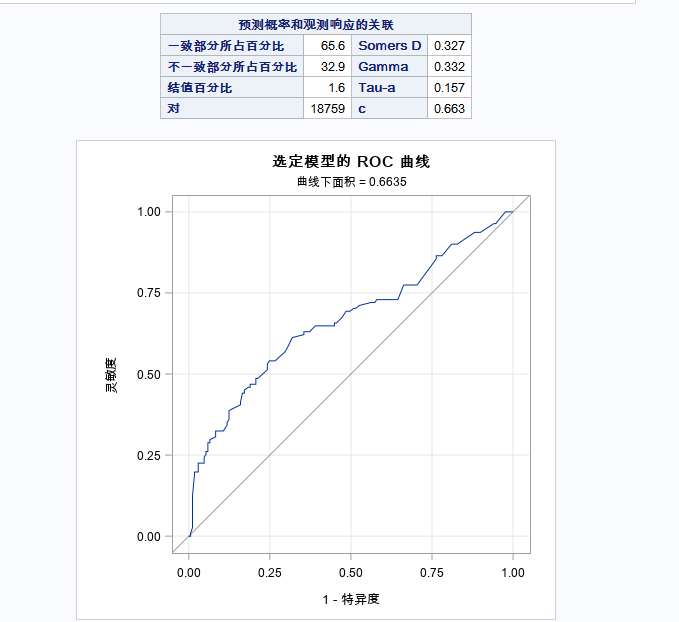 预测概率和观测响应的关联
一致部分所占百分比 65.6 Somers D 0.327
不一致部分所占百分比 32.9 Gamma 0.332
结值百分比 1.6 Tau-a 0.157
对 18759 c 0.663
选定模型的 ROC 曲线
曲线下面积 = 0.6635
1.00
0.75
灵敏度
0.50
0.25
0.00
0.00 0.25 0.50 0.75 1.00
1 - 特异度